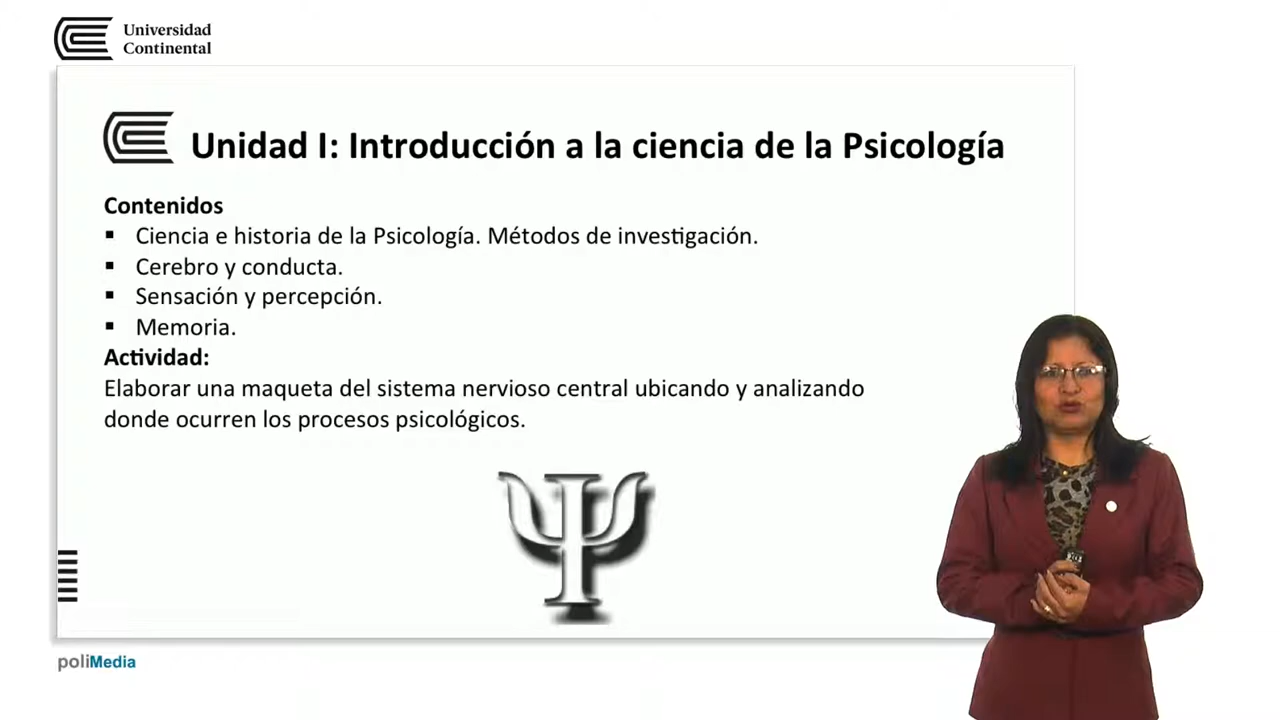 Universidad
Continental
Unidad I: Introducción a la ciencia de la Psicología
Contenidos
▪ Ciencia e historia de la Psicología. Métodos de investigación.
▪ Cerebro y conducta.
▪ Sensación y percepción.
▪ Memoria.
Actividad:
Elaborar una maqueta del sistema nervioso central ubicando y analizando
donde ocurren los procesos psicológicos.
Ψ
poliMedia